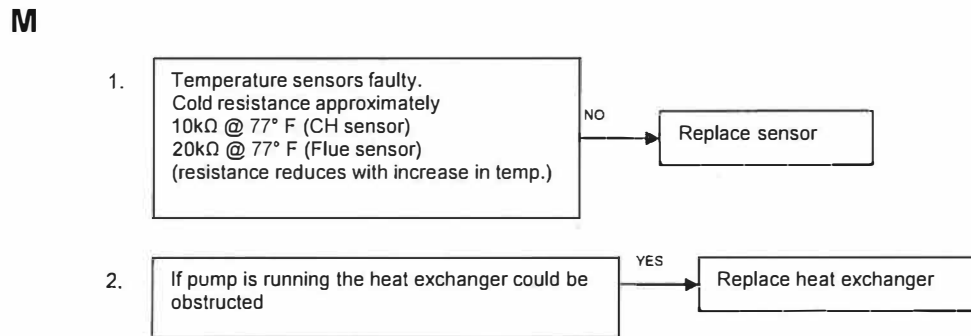 M
1.
Temperature sensors faulty.
Cold resistance approximately
10kΩ @ 77° F (CH sensor)
20kΩ @ 77° F (Flue sensor)
(resistance reduces with increase in temp.)
NO
Replace sensor
2.
If pump is running the heat exchanger could be
obstructed
YES
Replace heat exchanger